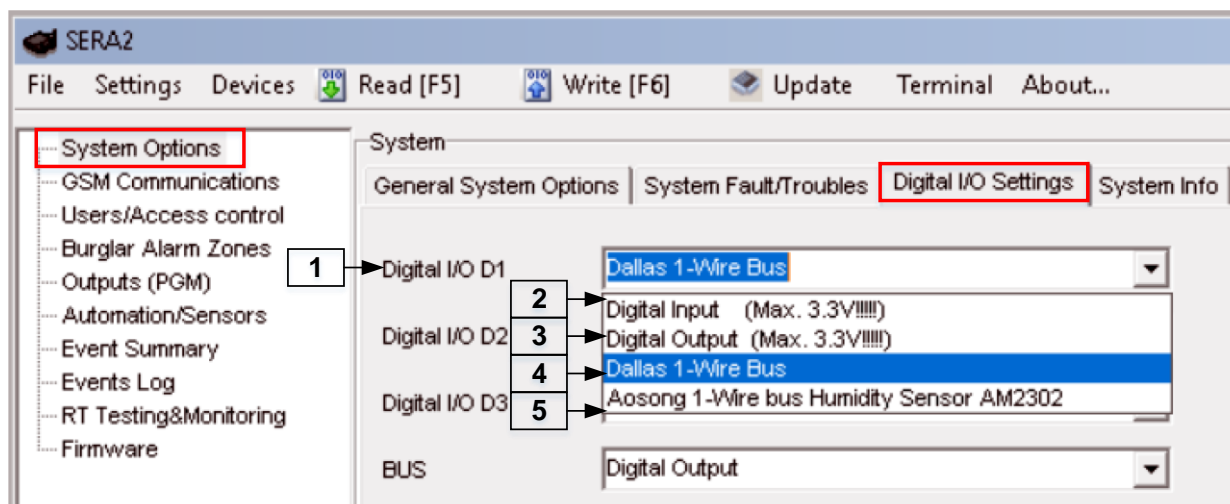 SERA2
File Settings Devices Read [F5] Write [F6] Update Terminal About...
System Options
GSM Communications
Users/Access control
Burglar Alarm Zones
Outputs (PGM)
Automation/Sensors
Event Summary
Events Log
RT Testing&Monitoring
Firmware
System
General System Options System Fault/Troubles Digital I/O Settings System Info
1 Digital I/O D1 Dallas 1-Wire Bus
2 Digital Input (Max. 3.3V!!!!!)
Digital I/O D2 3 Digital Output (Max. 3.3V!!!!!)
4 Dallas 1-Wire Bus
Digital I/O D3 5 Aosong 1-Wire bus Humidity Sensor AM2302
BUS Digital Output